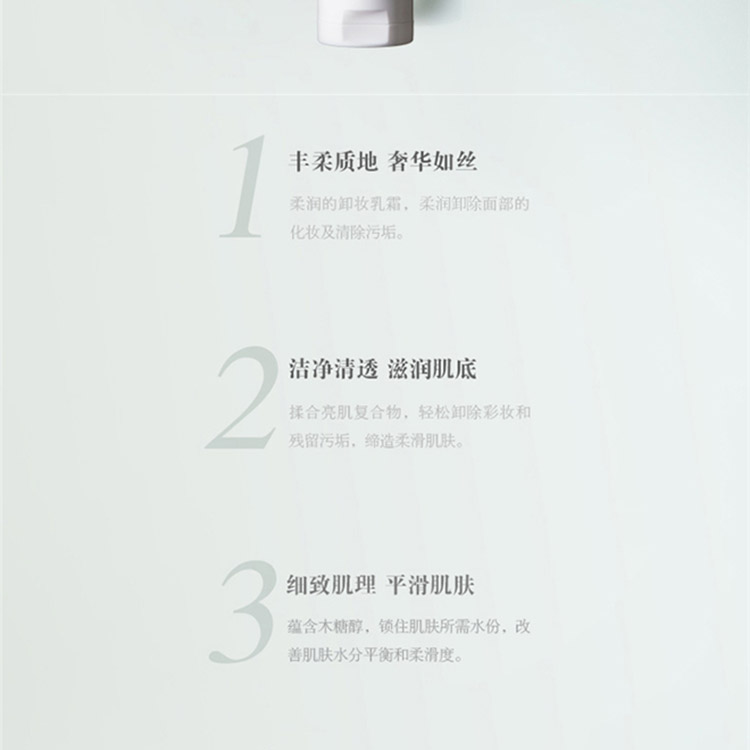 1
丰柔质地 奢华如丝
柔润的卸妆乳霜，柔润卸除面部的
化妆及清除污垢。
2
洁净清透 滋润肌底
揉合亮肌复合物，轻松卸除彩妆和
残留污垢，缔造柔滑肌肤。
3
细致肌理 平滑肌肤
蕴含木糖醇，锁住肌肤所需水份，改
善肌肤水分平衡和柔滑度。